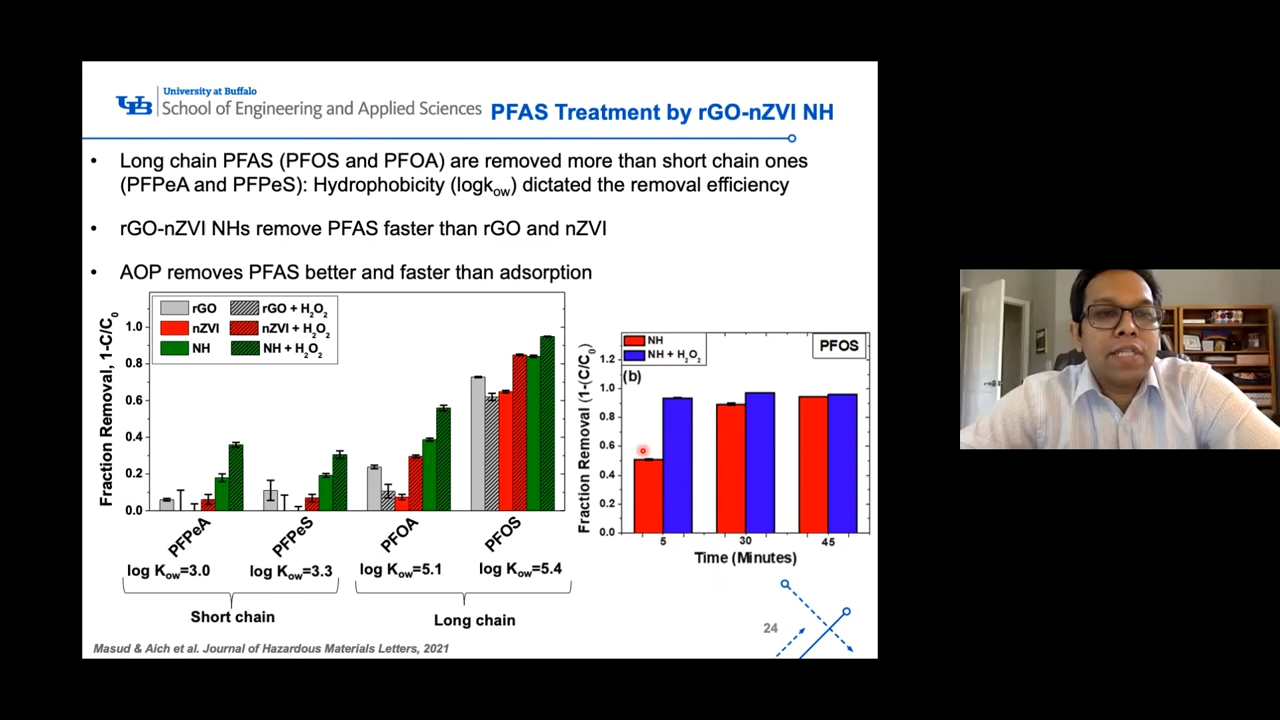 UB
University at Buffalo
School of Engineering and Applied Sciences
PFAS Treatment by rGO-nZVI NH
• Long chain PFAS (PFOS and PFOA) are removed more than short chain ones
(PFPeA and PFPeS): Hydrophobicity (logkow) dictated the removal efficiency
• rGO-nZVI NHs remove PFAS faster than rGO and nZVI
• AOP removes PFAS better and faster than adsorption
Fraction Removal, 1-C/C0
1.0
0.8
0.6
0.4
0.2
0.0
rGO
rGO + H2O2
nZVI
nZVI + H2O2
NH
NH + H2O2
PFPeA
PFPeS
PFOA
PFOS
log Kow=3.0
log Kow=3.3
log Kow=5.1
log Kow=5.4
Short chain
Long chain
Fraction Removal (1-(C/C0)
1.2
1.0
0.8
0.6
0.4
0.2
0.0
NH
NH + H2O2
(b)
PFOS
5
30
45
Time (Minutes)
24
Masud & Aich et al. Journal of Hazardous Materials Letters, 2021